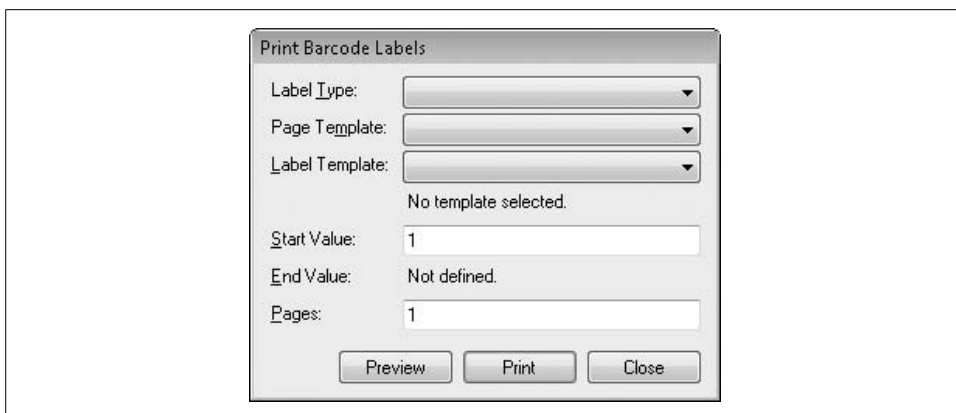 Print Barcode Labels
Label Type:
Page Template:
Label Template:
No template selected.
Start Value: 1
End Value: Not defined.
Pages: 1
Preview Print Close